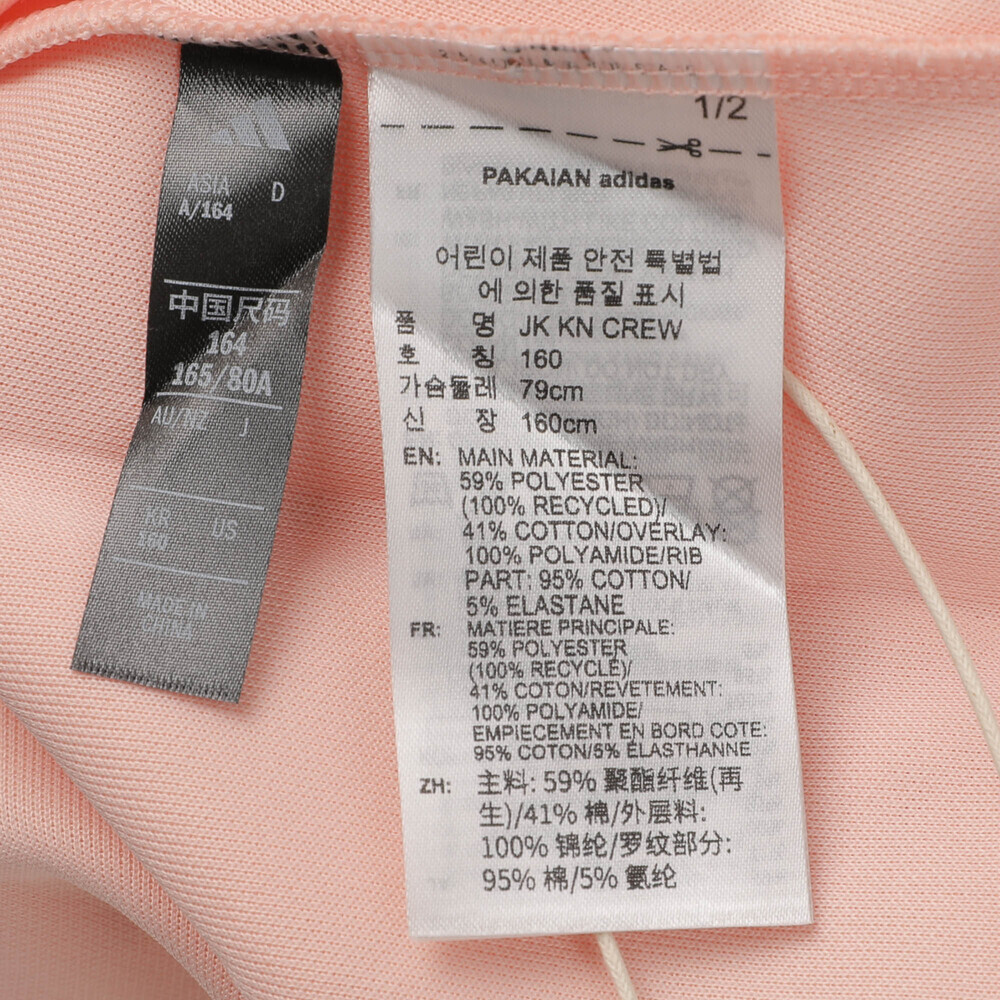 ASIA D
A/164
中国尺码
164
165/80A
AU/NZ J
KR US
160
MADE IN
CHINA
1/2
PAKAIAN adidas
어린이 제품 안전 특별법
에 의한 품질 표시
품 명 JK KN CREW
호 칭 160
가슴둘레 79cm
신 장 160cm
EN: MAIN MATERIAL:
59% POLYESTER
(100% RECYCLED)/
41% COTTON/OVERLAY:
100% POLYAMIDE/RIB
PART: 95% COTTON/
5% ELASTANE
FR: MATIERE PRINCIPALE:
59% POLYESTER
(100% RECYCLÉ)/
41% COTON/REVETEMENT:
100% POLYAMIDE/
EMPIECEMENT EN BORD COTE:
95% COTON/5% ÉLASTHANNE
ZH: 主料: 59% 聚酯纤维(再
生)/41% 棉/外层料:
100% 锦纶/罗纹部分:
95% 棉/5% 氨纶